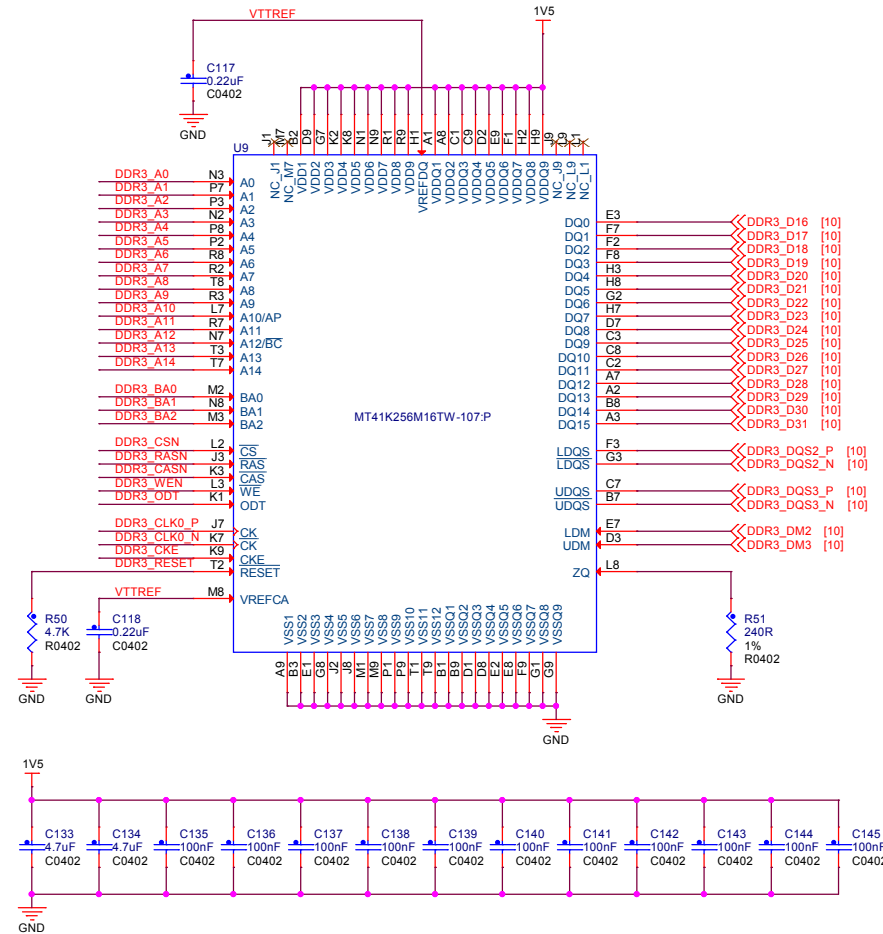 VTTREF
1V5
C117
0.22uF
C0402
GND
J1 M7 B2 D9 G7 K2 K8 N1 N9 R1 R9 H1 A1 A8 C1 C9 D2 E9 F1 H2 H9 J9 L9 L1
U9
NC_J1 NC_M7 VDD1 VDD2 VDD3 VDD4 VDD5 VDD6 VDD7 VDD8 VDD9 VREFDQ VDDQ1 VDDQ2 VDDQ3 VDDQ4 VDDQ5 VDDQ6 VDDQ7 VDDQ8 VDDQ9 NC_J9 NC_L9 NC_L1
DDR3_A0 N3 A0
DDR3_A1 P7 A1
DDR3_A2 P3 A2
DDR3_A3 N2 A3
DDR3_A4 P8 A4
DDR3_A5 P2 A5
DDR3_A6 R8 A6
DDR3_A7 R2 A7
DDR3_A8 T8 A8
DDR3_A9 R3 A9
DDR3_A10 L7 A10/AP
DDR3_A11 R7 A11
DDR3_A12 N7 A12/BC
DDR3_A13 T3 A13
DDR3_A14 T7 A14
DDR3_BA0 M2 BA0
DDR3_BA1 N8 BA1
DDR3_BA2 M3 BA2
DDR3_CSN L2 CS
DDR3_RASN J3 RAS
DDR3_CASN K3 CAS
DDR3_WEN L3 WE
DDR3_ODT K1 ODT
DDR3_CLK0_P J7 CK
DDR3_CLK0_N K7 CK
DDR3_CKE K9 CKE
DDR3_RESET T2 RESET
VTTREF M8 VREFCA
MT41K256M16TW-107:P
DQ0 E3 DDR3_D16 [10]
DQ1 F7 DDR3_D17 [10]
DQ2 F2 DDR3_D18 [10]
DQ3 F8 DDR3_D19 [10]
DQ4 H3 DDR3_D20 [10]
DQ5 H8 DDR3_D21 [10]
DQ6 G2 DDR3_D22 [10]
DQ7 H7 DDR3_D23 [10]
DQ8 D7 DDR3_D24 [10]
DQ9 C3 DDR3_D25 [10]
DQ10 C8 DDR3_D26 [10]
DQ11 C2 DDR3_D27 [10]
DQ12 A7 DDR3_D28 [10]
DQ13 A2 DDR3_D29 [10]
DQ14 B8 DDR3_D30 [10]
DQ15 A3 DDR3_D31 [10]
LDQS F3 DDR3_DQS2_P [10]
LDQS G3 DDR3_DQS2_N [10]
UDQS C7 DDR3_DQS3_P [10]
UDQS B7 DDR3_DQS3_N [10]
LDM E7 DDR3_DM2 [10]
UDM D3 DDR3_DM3 [10]
ZQ L8
R50
4.7K
R0402
GND
C118
0.22uF
C0402
GND
VSS1 VSS2 VSS3 VSS4 VSS5 VSS6 VSS7 VSS8 VSS9 VSS10 VSS11 VSS12 VSSQ1 VSSQ2 VSSQ3 VSSQ4 VSSQ5 VSSQ6 VSSQ7 VSSQ8 VSSQ9
A9 B3 E1 G8 J2 J8 M1 M9 P1 P9 T1 T9 B1 B9 D1 D8 E2 E8 F9 G1 G9
GND
R51
240R
1%
R0402
GND
1V5
C133 C134 C135 C136 C137 C138 C139 C140 C141 C142 C143 C144 C145
4.7uF 4.7uF 100nF 100nF 100nF 100nF 100nF 100nF 100nF 100nF 100nF 100nF 100nF
C0402 C0402 C0402 C0402 C0402 C0402 C0402 C0402 C0402 C0402 C0402 C0402 C0402
GND